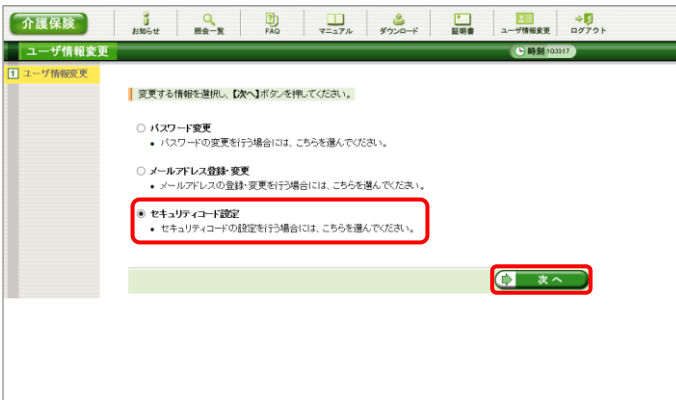 介護保険
お知らせ
照会一覧
FAQ
マニュアル
ダウンロード
証明書
ユーザ情報変更
ログアウト
ユーザ情報変更
時刻 10:32:17
1 ユーザ情報変更
変更する情報を選択し、【次へ】ボタンを押してください。
パスワード変更
• パスワードの変更を行う場合には、こちらを選んでください。
メールアドレス登録・変更
• メールアドレスの登録・変更を行う場合には、こちらを選んでください。
セキュリティコード設定
• セキュリティコードの設定を行う場合には、こちらを選んでください。
次へ